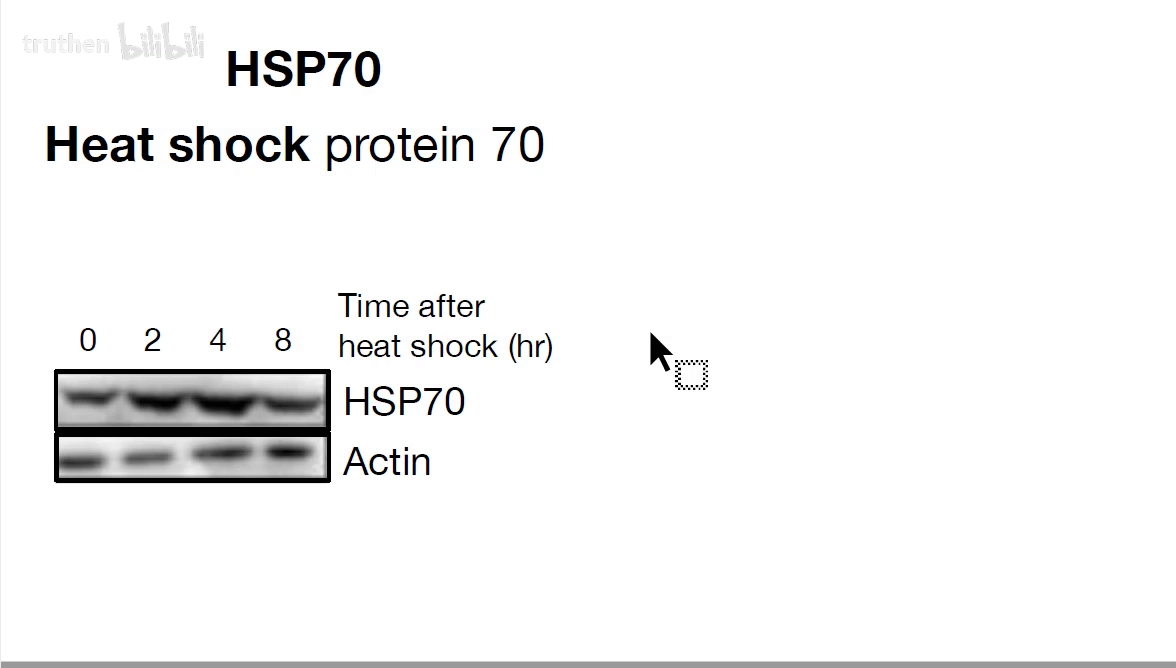 truthen bilibili
HSP70
Heat shock protein 70
Time after
0 2 4 8 heat shock (hr)
HSP70
Actin